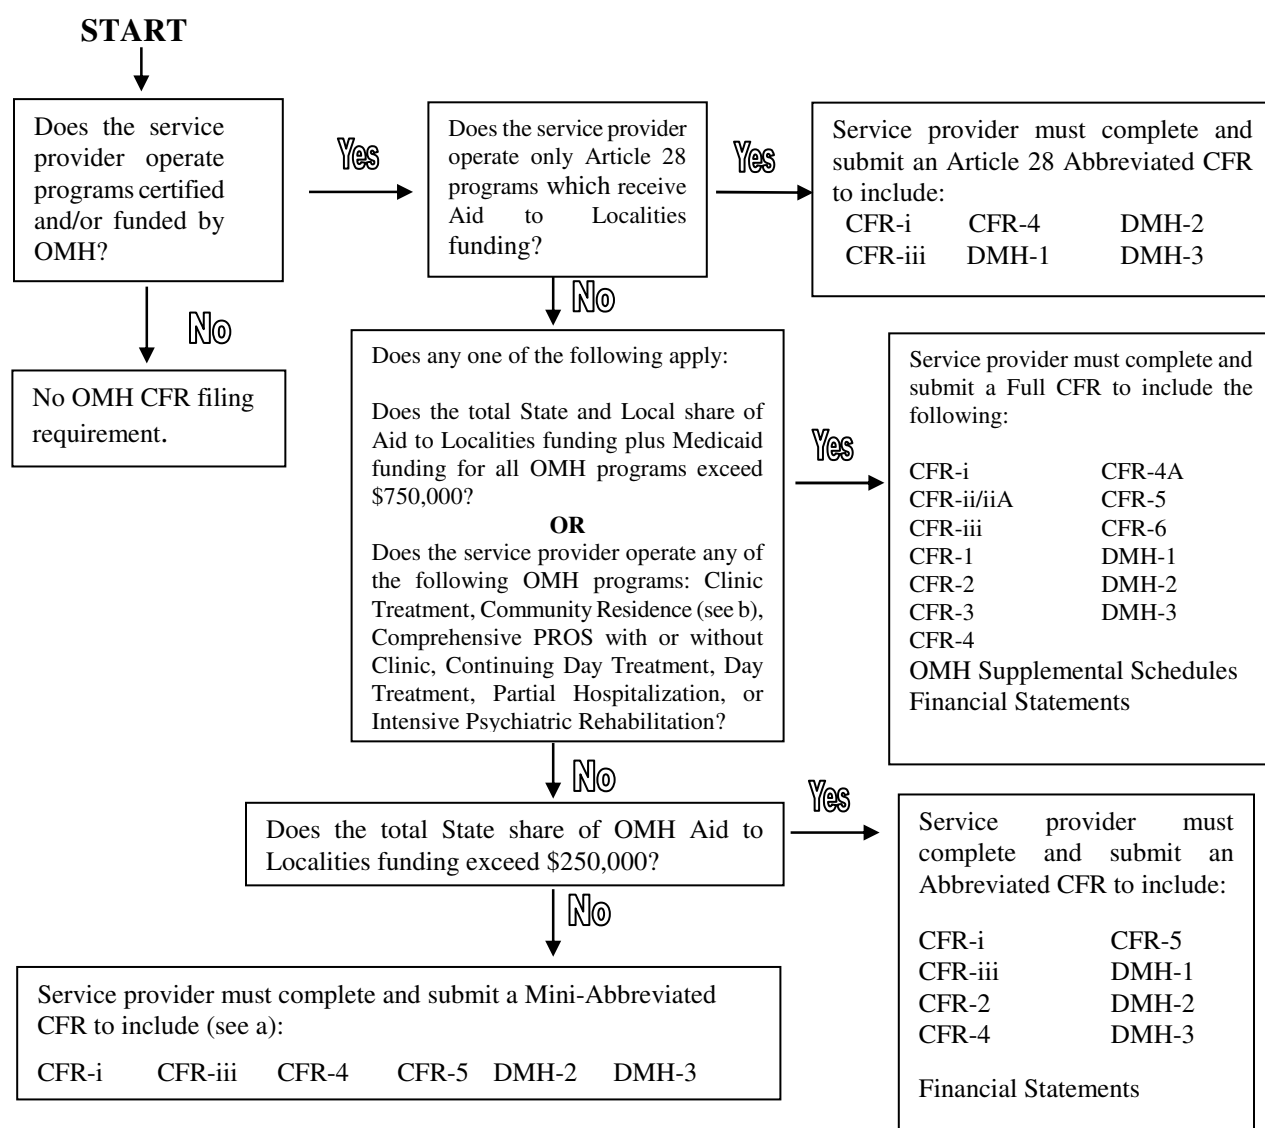 START
Does the service
provider operate
programs certified
and/or funded by
OMH?
Yes
Does the service provider
operate only Article 28
programs which receive
Aid to Localities
funding?
Yes
Service provider must complete and
submit an Article 28 Abbreviated CFR
to include:
CFR-i CFR-4 DMH-2
CFR-iii DMH-1 DMH-3
No
No OMH CFR filing
requirement.
No
Does any one of the following apply:
Does the total State and Local share of
Aid to Localities funding plus Medicaid
funding for all OMH programs exceed
$750,000?
OR
Does the service provider operate any of
the following OMH programs: Clinic
Treatment, Community Residence (see b),
Comprehensive PROS with or without
Clinic, Continuing Day Treatment, Day
Treatment, Partial Hospitalization, or
Intensive Psychiatric Rehabilitation?
Yes
Service provider must complete and
submit a Full CFR to include the
following:
CFR-i CFR-4A
CFR-ii/iiA CFR-5
CFR-iii CFR-6
CFR-1 DMH-1
CFR-2 DMH-2
CFR-3 DMH-3
CFR-4
OMH Supplemental Schedules
Financial Statements
No
Does the total State share of OMH Aid to
Localities funding exceed $250,000?
Yes
Service provider must
complete and submit an
Abbreviated CFR to include:
CFR-i CFR-5
CFR-iii DMH-1
CFR-2 DMH-2
CFR-4 DMH-3
Financial Statements
No
Service provider must complete and submit a Mini-Abbreviated
CFR to include (see a):
CFR-i CFR-iii CFR-4 CFR-5 DMH-2 DMH-3